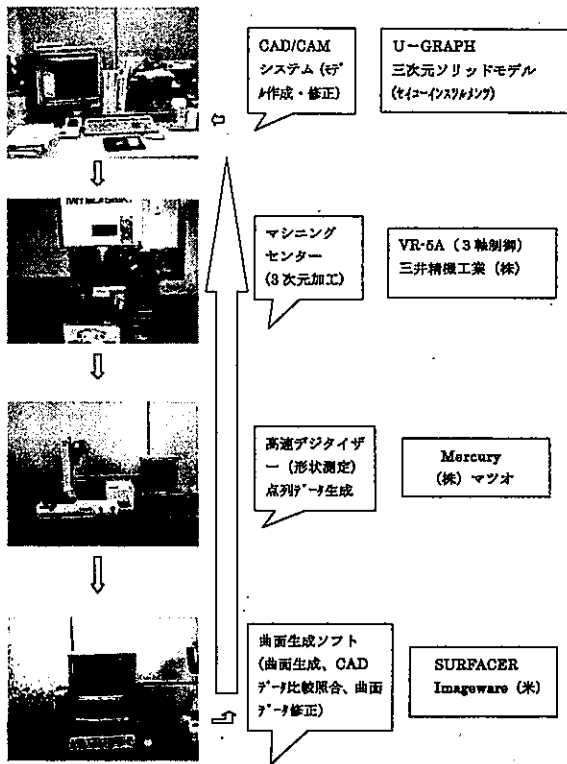 CAD/CAM
システム（ﾓﾃﾞ
ﾙ作成・修正）
U－GRAPH
三次元ソリッドモデル
（ｾｲｺｰｲﾝｽﾂﾙﾒﾝﾂ）
マシニング
センター
（3次元加工）
VR-5A（３軸制御）
三井精機工業（株）
高速デジタイザ
ー（形状測定）
点列ﾃﾞｰﾀ生成
Mercury
（株）マツオ
曲面生成ソフト
（曲面生成、CAD
ﾃﾞｰﾀ比較照合、曲面
ﾃﾞｰﾀ修正）
SURFACER
Imageware（米）